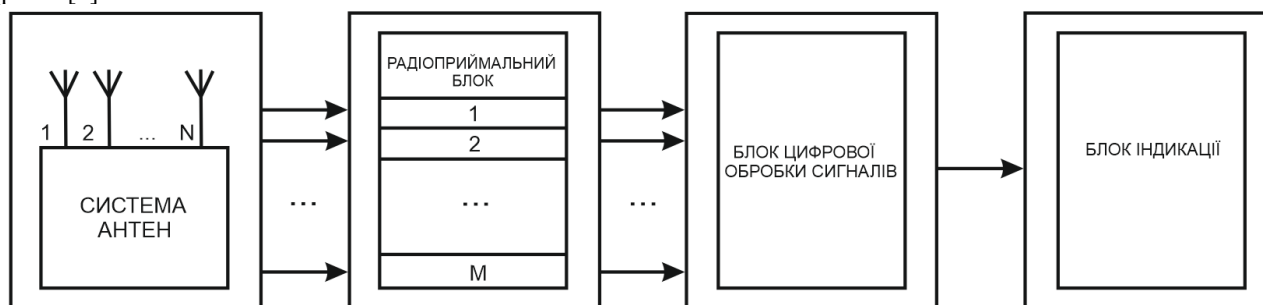 1 2 ... N
СИСТЕМА
АНТЕН
...
РАДІОПРИЙМАЛЬНИЙ
БЛОК
1
2
...
M
...
БЛОК ЦИФРОВОЇ
ОБРОБКИ СИГНАЛІВ
БЛОК ІНДИКАЦІЇ